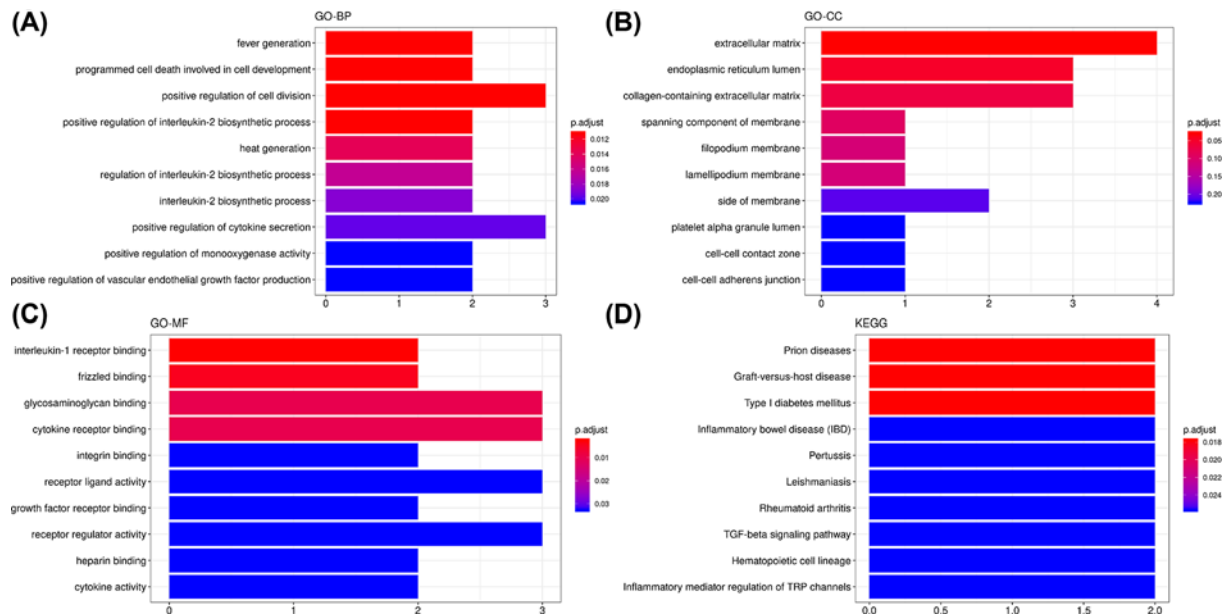 (A)
GO-BP
fever generation
programmed cell death involved in cell development
positive regulation of cell division
positive regulation of interleukin-2 biosynthetic process
heat generation
regulation of interleukin-2 biosynthetic process
interleukin-2 biosynthetic process
positive regulation of cytokine secretion
positive regulation of monooxygenase activity
positive regulation of vascular endothelial growth factor production
0 1 2 3
p.adjust
0.012
0.014
0.016
0.018
0.020
(B)
GO-CC
extracellular matrix
endoplasmic reticulum lumen
collagen-containing extracellular matrix
spanning component of membrane
filopodium membrane
lamellipodium membrane
side of membrane
platelet alpha granule lumen
cell-cell contact zone
cell-cell adherens junction
0 1 2 3 4
p.adjust
0.05
0.10
0.15
0.20
(C)
GO-MF
interleukin-1 receptor binding
frizzled binding
glycosaminoglycan binding
cytokine receptor binding
integrin binding
receptor ligand activity
growth factor receptor binding
receptor regulator activity
heparin binding
cytokine activity
0 1 2 3
p.adjust
0.01
0.02
0.03
(D)
KEGG
Prion diseases
Graft-versus-host disease
Type I diabetes mellitus
Inflammatory bowel disease (IBD)
Pertussis
Leishmaniasis
Rheumatoid arthritis
TGF-beta signaling pathway
Hematopoietic cell lineage
Inflammatory mediator regulation of TRP channels
0.0 0.5 1.0 1.5 2.0
p.adjust
0.018
0.020
0.022
0.024